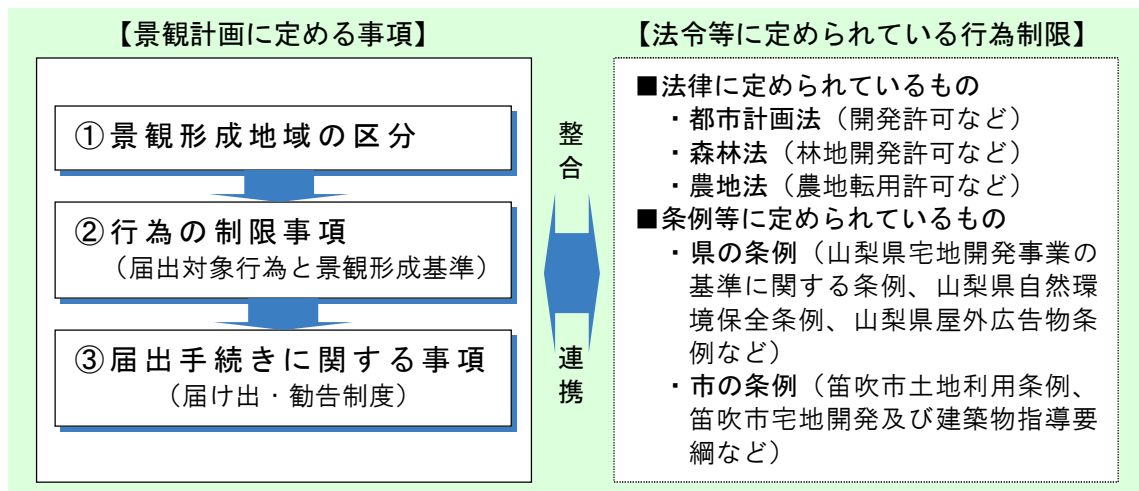 【景観計画に定める事項】
①景観形成地域の区分
②行為の制限事項
（届出対象行為と景観形成基準）
③届出手続きに関する事項
（届け出・勧告制度）
整
合
連
携
【法令等に定められている行為制限】
■法律に定められているもの
・都市計画法（開発許可など）
・森林法（林地開発許可など）
・農地法（農地転用許可など）
■条例等に定められているもの
・県の条例（山梨県宅地開発事業の
基準に関する条例、山梨県自然環
境保全条例、山梨県屋外広告物条
例など）
・市の条例（笛吹市土地利用条例、
笛吹市宅地開発及び建築物指導要
綱など）